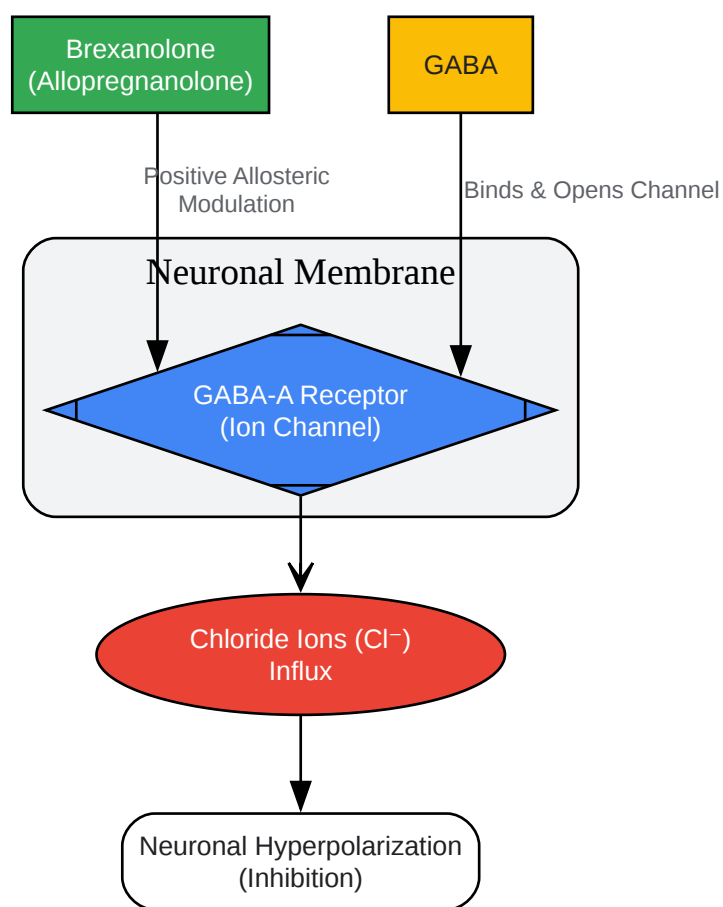 Brexanolone
(Allopregnanolone)
GABA
Positive Allosteric
Modulation
Binds & Opens Channel
Neuronal Membrane
GABA-A Receptor
(Ion Channel)
Chloride Ions (Cl⁻)
Influx
Neuronal Hyperpolarization
(Inhibition)